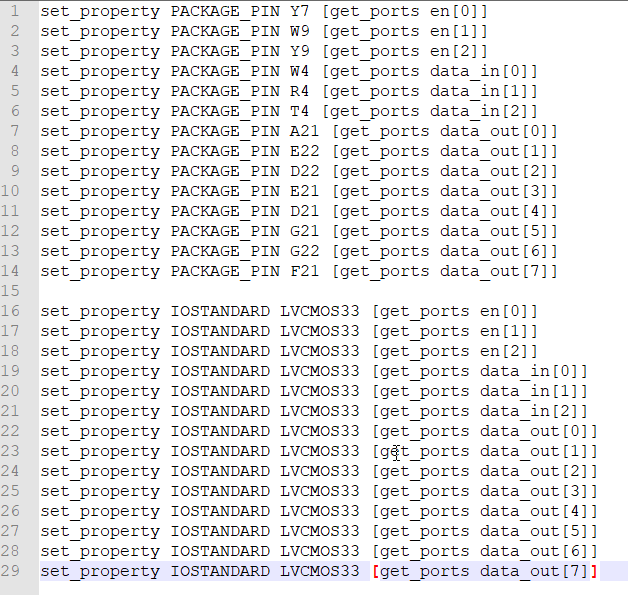 1 set_property PACKAGE_PIN Y7 [get_ports en[0]]
2 set_property PACKAGE_PIN W9 [get_ports en[1]]
3 set_property PACKAGE_PIN Y9 [get_ports en[2]]
4 set_property PACKAGE_PIN W4 [get_ports data_in[0]]
5 set_property PACKAGE_PIN R4 [get_ports data_in[1]]
6 set_property PACKAGE_PIN T4 [get_ports data_in[2]]
7 set_property PACKAGE_PIN A21 [get_ports data_out[0]]
8 set_property PACKAGE_PIN E22 [get_ports data_out[1]]
9 set_property PACKAGE_PIN D22 [get_ports data_out[2]]
10 set_property PACKAGE_PIN E21 [get_ports data_out[3]]
11 set_property PACKAGE_PIN D21 [get_ports data_out[4]]
12 set_property PACKAGE_PIN G21 [get_ports data_out[5]]
13 set_property PACKAGE_PIN G22 [get_ports data_out[6]]
14 set_property PACKAGE_PIN F21 [get_ports data_out[7]]
15
16 set_property IOSTANDARD LVCMOS33 [get_ports en[0]]
17 set_property IOSTANDARD LVCMOS33 [get_ports en[1]]
18 set_property IOSTANDARD LVCMOS33 [get_ports en[2]]
19 set_property IOSTANDARD LVCMOS33 [get_ports data_in[0]]
20 set_property IOSTANDARD LVCMOS33 [get_ports data_in[1]]
21 set_property IOSTANDARD LVCMOS33 [get_ports data_in[2]]
22 set_property IOSTANDARD LVCMOS33 [get_ports data_out[0]]
23 set_property IOSTANDARD LVCMOS33 [get_ports data_out[1]]
24 set_property IOSTANDARD LVCMOS33 [get_ports data_out[2]]
25 set_property IOSTANDARD LVCMOS33 [get_ports data_out[3]]
26 set_property IOSTANDARD LVCMOS33 [get_ports data_out[4]]
27 set_property IOSTANDARD LVCMOS33 [get_ports data_out[5]]
28 set_property IOSTANDARD LVCMOS33 [get_ports data_out[6]]
29 set_property IOSTANDARD LVCMOS33 [get_ports data_out[7]]